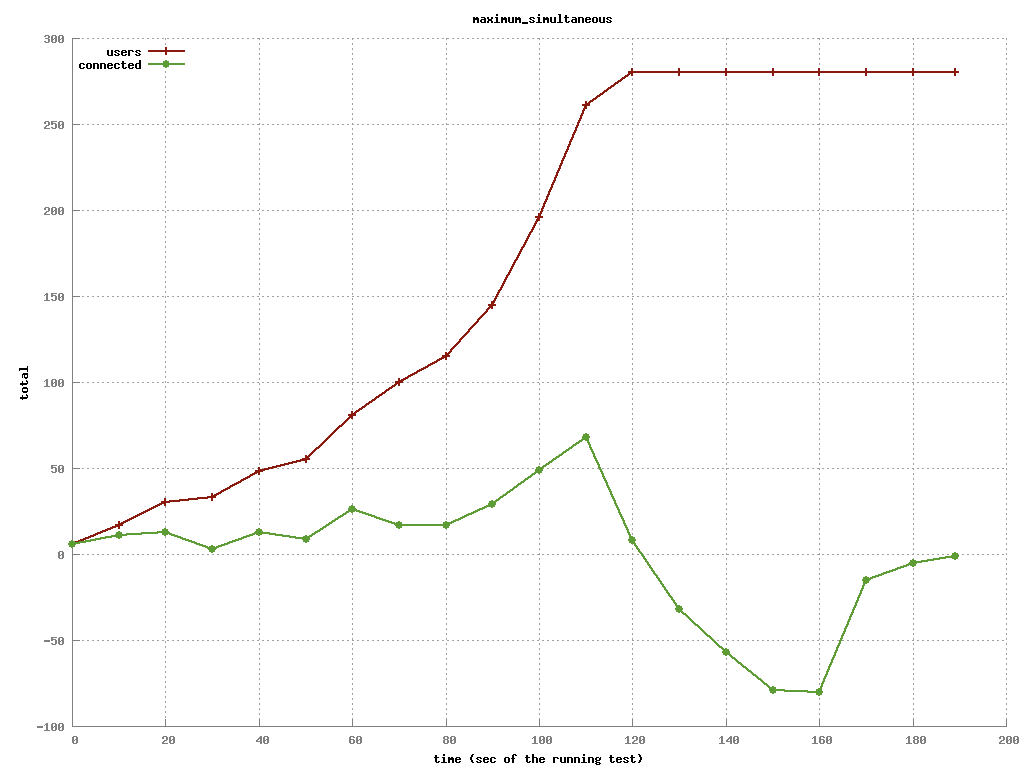 maximum_simultaneous
300
users
connected
250
200
150
100
50
0
-50
-100
total
0 20 40 60 80 100 120 140 160 180 200
time (sec of the running test)